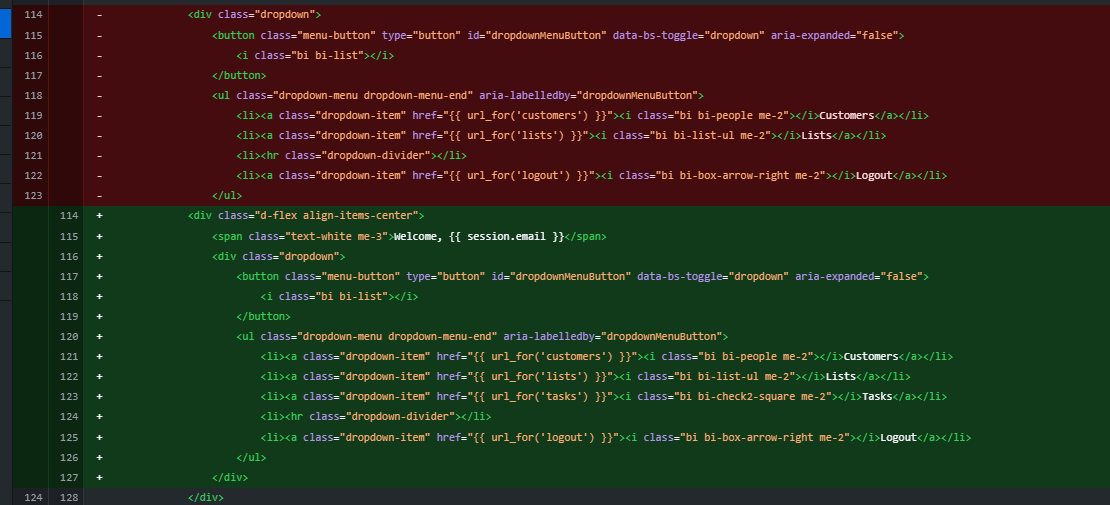 114 - <div class="dropdown">
115 - <button class="menu-button" type="button" id="dropdownMenuButton" data-bs-toggle="dropdown" aria-expanded="false">
116 - <i class="bi bi-list"></i>
117 - </button>
118 - <ul class="dropdown-menu dropdown-menu-end" aria-labelledby="dropdownMenuButton">
119 - <li><a class="dropdown-item" href="{{ url_for('customers') }}"><i class="bi bi-people me-2"></i>Customers</a></li>
120 - <li><a class="dropdown-item" href="{{ url_for('lists') }}"><i class="bi bi-list-ul me-2"></i>Lists</a></li>
121 - <li><hr class="dropdown-divider"></li>
122 - <li><a class="dropdown-item" href="{{ url_for('logout') }}"><i class="bi bi-box-arrow-right me-2"></i>Logout</a></li>
123 - </ul>
114 + <div class="d-flex align-items-center">
115 + <span class="text-white me-3">Welcome, {{ session.email }}</span>
116 + <div class="dropdown">
117 + <button class="menu-button" type="button" id="dropdownMenuButton" data-bs-toggle="dropdown" aria-expanded="false">
118 + <i class="bi bi-list"></i>
119 + </button>
120 + <ul class="dropdown-menu dropdown-menu-end" aria-labelledby="dropdownMenuButton">
121 + <li><a class="dropdown-item" href="{{ url_for('customers') }}"><i class="bi bi-people me-2"></i>Customers</a></li>
122 + <li><a class="dropdown-item" href="{{ url_for('lists') }}"><i class="bi bi-list-ul me-2"></i>Lists</a></li>
123 + <li><a class="dropdown-item" href="{{ url_for('tasks') }}"><i class="bi bi-check2-square me-2"></i>Tasks</a></li>
124 + <li><hr class="dropdown-divider"></li>
125 + <li><a class="dropdown-item" href="{{ url_for('logout') }}"><i class="bi bi-box-arrow-right me-2"></i>Logout</a></li>
126 + </ul>
127 + </div>
124 128 </div>